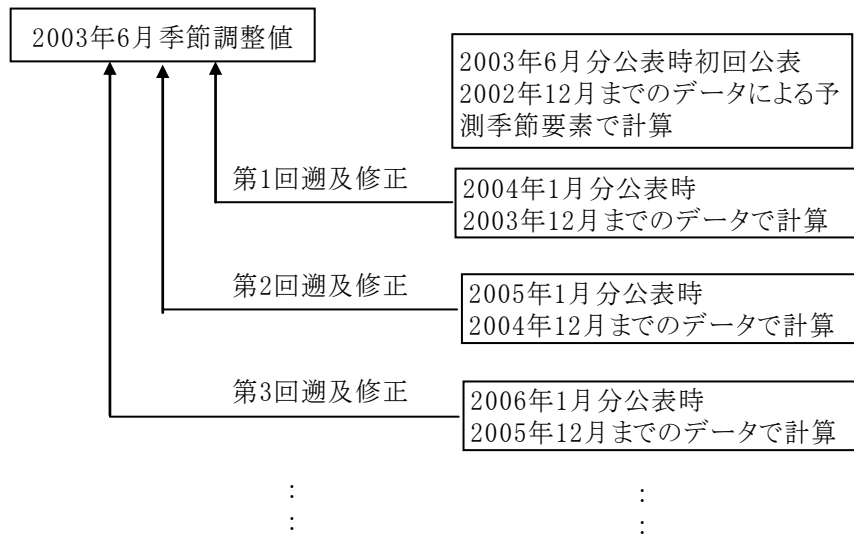 2003年6月季節調整値
2003年6月分公表時初回公表
2002年12月までのデータによる予
測季節要素で計算
第1回遡及修正
2004年1月分公表時
2003年12月までのデータで計算
第2回遡及修正
2005年1月分公表時
2004年12月までのデータで計算
第3回遡及修正
2006年1月分公表時
2005年12月までのデータで計算
:
:
:
: